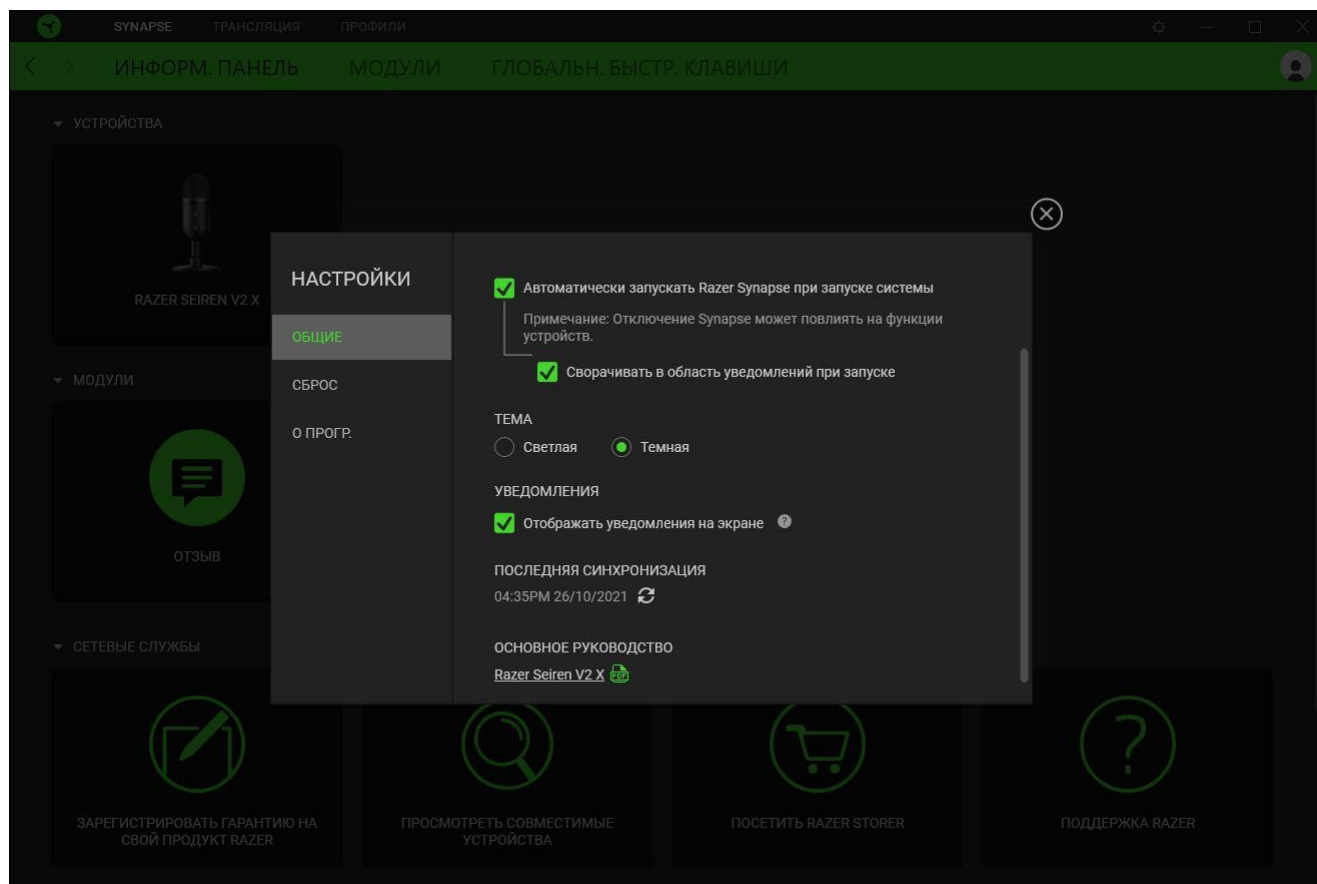 SYNAPSE ТРАНСЛЯЦИЯ ПРОФИЛИ
ИНФОРМ. ПАНЕЛЬ МОДУЛИ ГЛОБАЛЬН. БЫСТР. КЛАВИШИ
УСТРОЙСТВА
RAZER SEIREN V2 X
МОДУЛИ
ОТЗЫВ
СЕТЕВЫЕ СЛУЖБЫ
ЗАРЕГИСТРИРОВАТЬ ГАРАНТИЮ НА
СВОЙ ПРОДУКТ RAZER
ПРОСМОТРЕТЬ СОВМЕСТИМЫЕ
УСТРОЙСТВА
ПОСЕТИТЬ RAZER STORER
ПОДДЕРЖКА RAZER
НАСТРОЙКИ
ОБЩИЕ
СБРОС
О ПРОГР.
Автоматически запускать Razer Synapse при запуске системы
Примечание: Отключение Synapse может повлиять на функции
устройств.
Сворачивать в область уведомлений при запуске
ТЕМА
Светлая Темная
УВЕДОМЛЕНИЯ
Отображать уведомления на экране ?
ПОСЛЕДНЯЯ СИНХРОНИЗАЦИЯ
04:35PM 26/10/2021
ОСНОВНОЕ РУКОВОДСТВО
Razer Seiren V2 X PDF